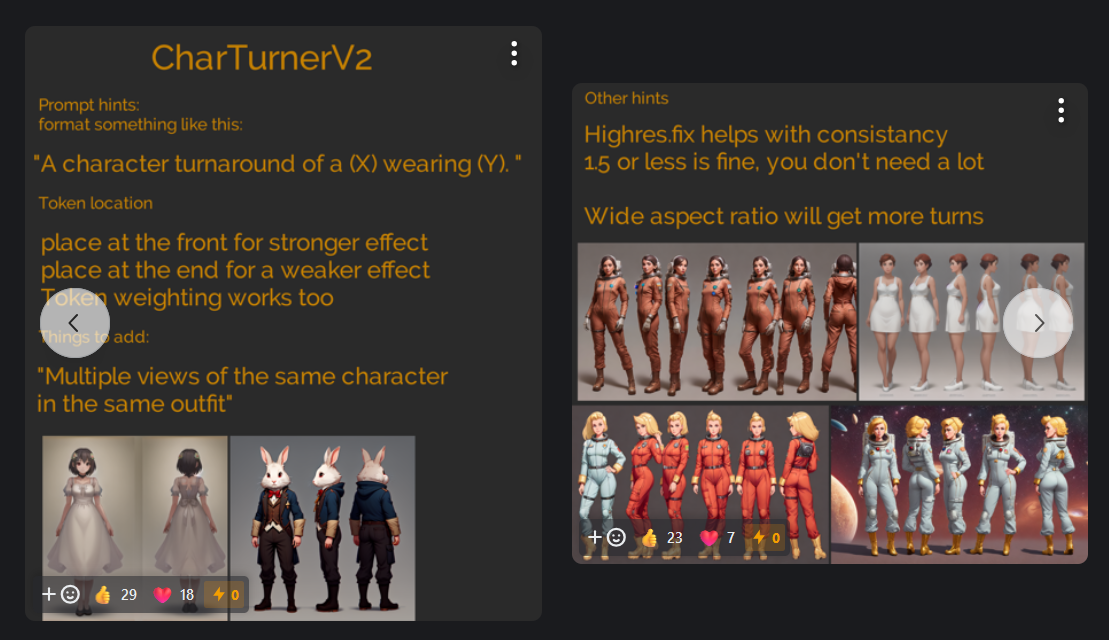 CharTurnerV2
Prompt hints:
format something like this:
"A character turnaround of a (X) wearing (Y). "
Token location
place at the front for stronger effect
place at the end for a weaker effect
Token weighting works too
Things to add:
"Multiple views of the same character
in the same outfit"
29 18 0
Other hints
Highres.fix helps with consistancy
1.5 or less is fine, you don't need a lot
Wide aspect ratio will get more turns
23 7 0